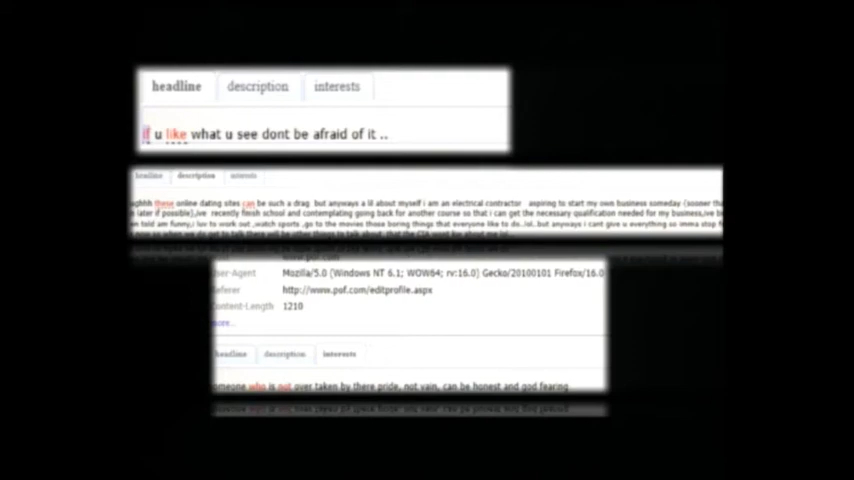 headline description interests
if u like what u see dont be afraid of it ..
headline description interests
these online dating sites can be such a drag but anyways a lil about myself i am an electrical contractor aspiring to start my own business someday (sooner
later if possible),ive recently finish school and contemplating going back for another course so that i can get the necessary qualification needed for my business,ive
told am funny,i luv to work out ,watch sports ,go to the movies those boring things that everyone like to do..lol..but anyways i cant give u everything so imma stop
www.pof.com
User-Agent Mozilla/5.0 (Windows NT 6.1; WOW64; rv:16.0) Gecko/20100101 Firefox/16.0
Referer http://www.pof.com/editprofile.aspx
Content-Length 1210
more..
headline description interests
someone who is not over taken by there pride, not vain, can be honest and god fearing